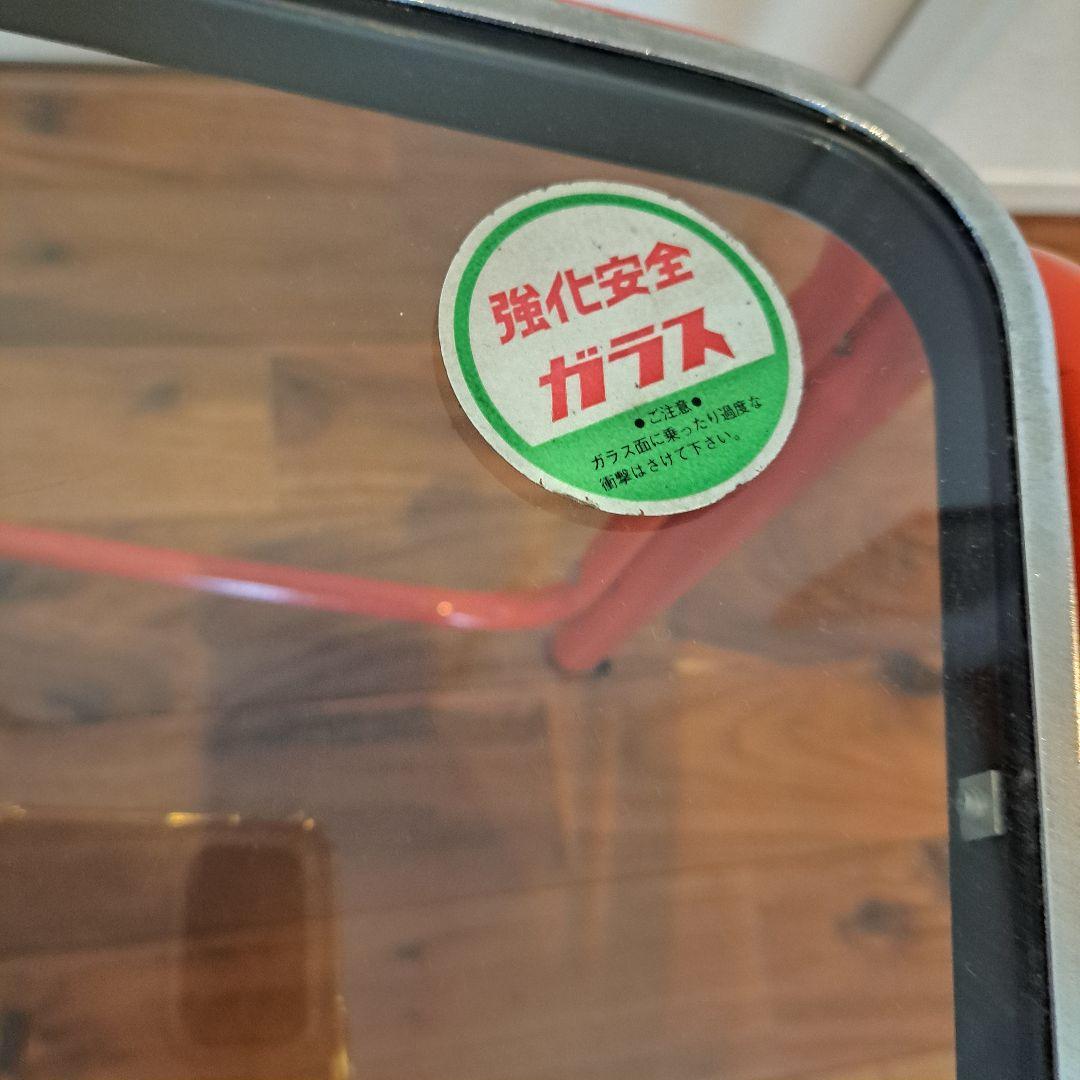 強化安全
ガラス
●ご注意●
ガラス面に乗ったり過度な
衝撃はさけて下さい。